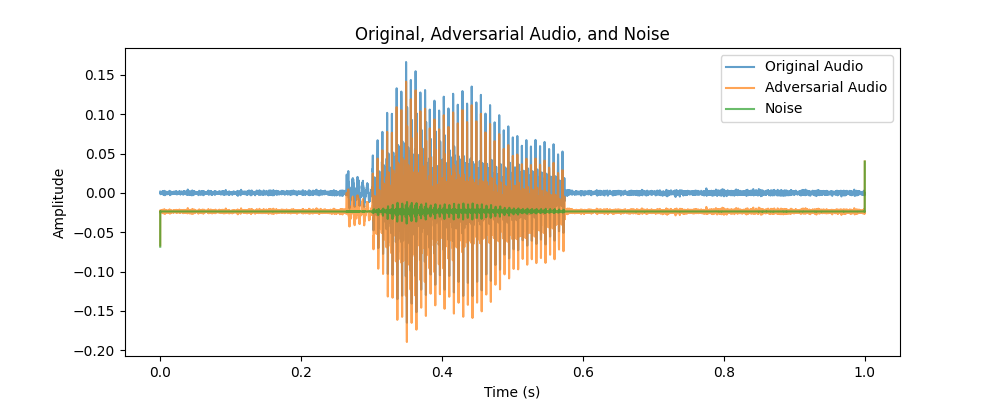 Original, Adversarial Audio, and Noise
Original Audio
Adversarial Audio
Noise
Amplitude
0.15
0.10
0.05
0.00
−0.05
−0.10
−0.15
−0.20
0.0 0.2 0.4 0.6 0.8 1.0
Time (s)